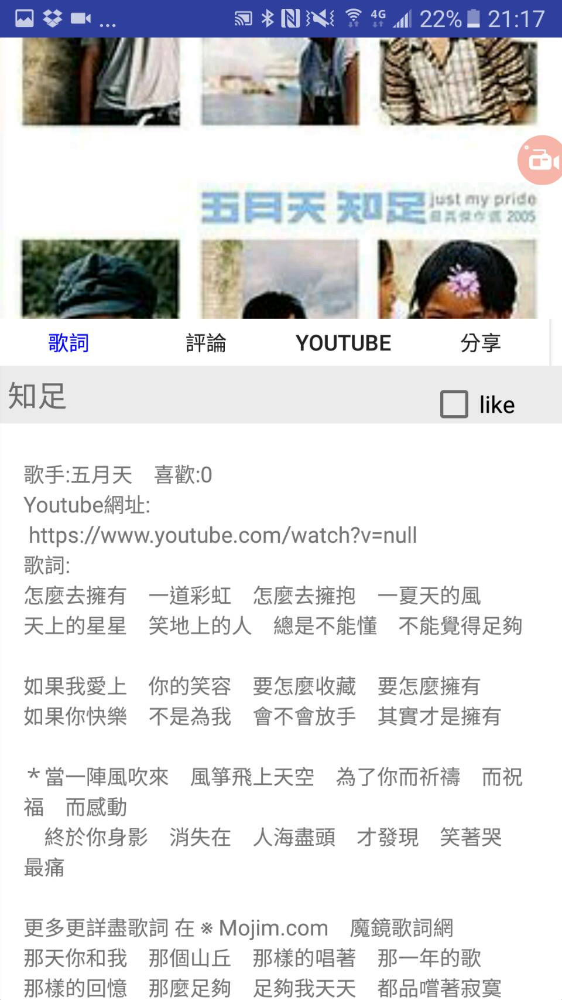 4G 22% 21:17
五月天 知足 just my pride
最真傑作選 2005
歌詞 評論 YOUTUBE 分享
知足 like
歌手:五月天　喜歡:0
Youtube網址:
https://www.youtube.com/watch?v=null
歌詞:
怎麼去擁有　一道彩虹　怎麼去擁抱　一夏天的風
天上的星星　笑地上的人　總是不能懂　不能覺得足夠
如果我愛上　你的笑容　要怎麼收藏　要怎麼擁有
如果你快樂　不是為我　會不會放手　其實才是擁有
＊當一陣風吹來　風箏飛上天空　為了你而祈禱　而祝
福　而感動
終於你身影　消失在　人海盡頭　才發現　笑著哭
最痛
更多更詳盡歌詞 在 ※ Mojim.com　魔鏡歌詞網
那天你和我　那個山丘　那樣的唱著　那一年的歌
那樣的回憶　那麼足夠　足夠我天天　都品嚐著寂寞